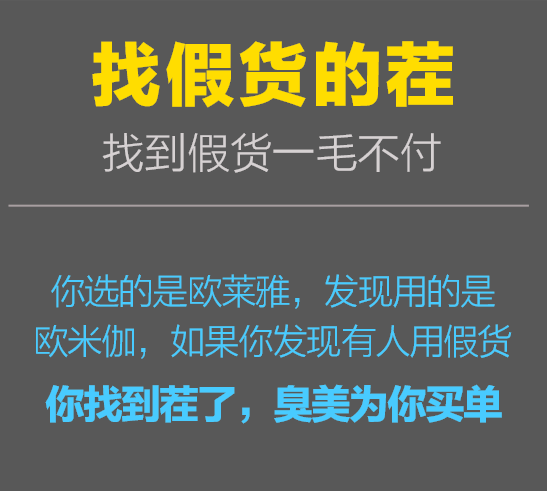 找假货的茬
找到假货一毛不付
你选的是欧莱雅，发现用的是
欧米伽，如果你发现有人用假货
你找到茬了，臭美为你买单